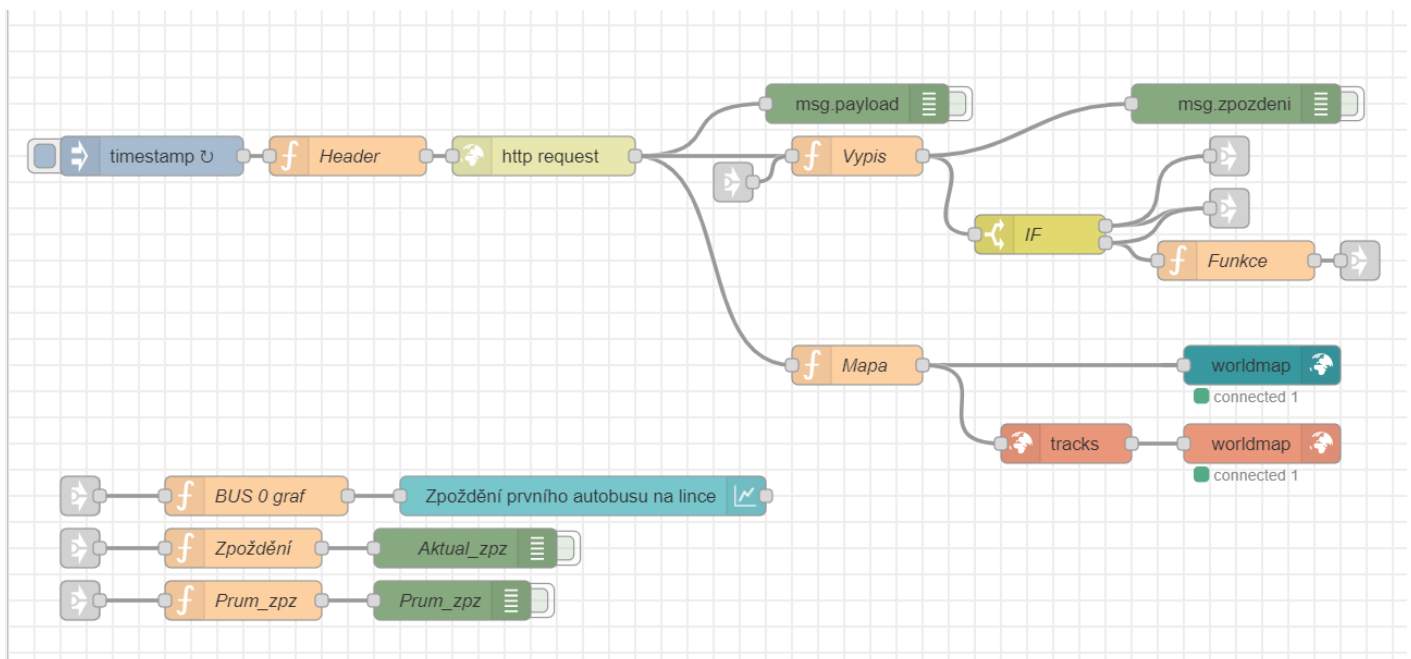 msg.payload
msg.zpozdeni
timestamp ↻
Header
http request
Vypis
IF
Funkce
Mapa
worldmap
connected 1
tracks
worldmap
connected 1
BUS 0 graf
Zpoždění prvního autobusu na lince
Zpoždění
Aktual_zpz
Prum_zpz
Prum_zpz